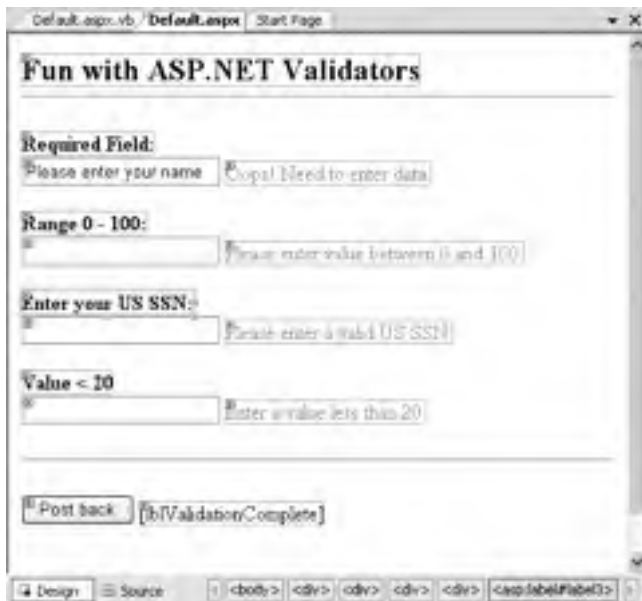 Default.aspx.vb Default.aspx Start Page
Fun with ASP.NET Validators
Required Field:
Please enter your name Oops! Need to enter data.
Range 0 - 100:
Please enter value between 0 and 100
Enter your US SSN:
Please enter a valid US SSN
Value < 20
Enter a value less than 20
Post back [lblValidationComplete]
Design Source <body> <div> <div> <div> <div> <asp:label#label3>